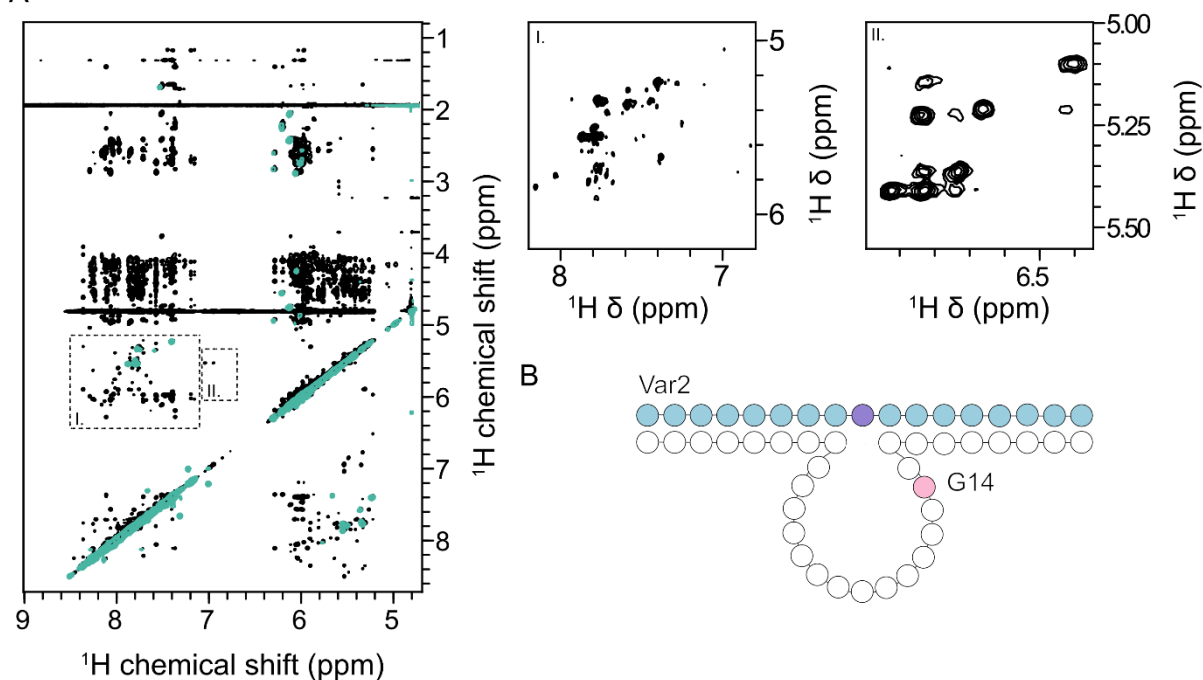 1
2
3
4
5
6
7
8
¹H chemical shift (ppm)
I.
II.
9
8
7
6
5
¹H chemical shift (ppm)
I.
5
6
¹H δ (ppm)
8
7
¹H δ (ppm)
II.
5.00
5.25
5.50
¹H δ (ppm)
6.5
¹H δ (ppm)
B
Var2
G14